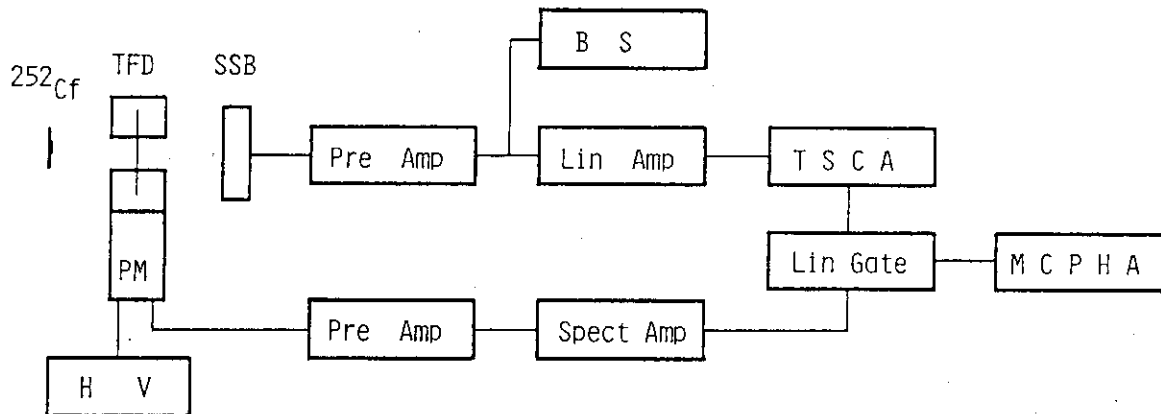 B S
252Cf
TFD
SSB
Pre Amp
Lin Amp
T S C A
PM
Lin Gate
M C P H A
Pre Amp
Spect Amp
H V